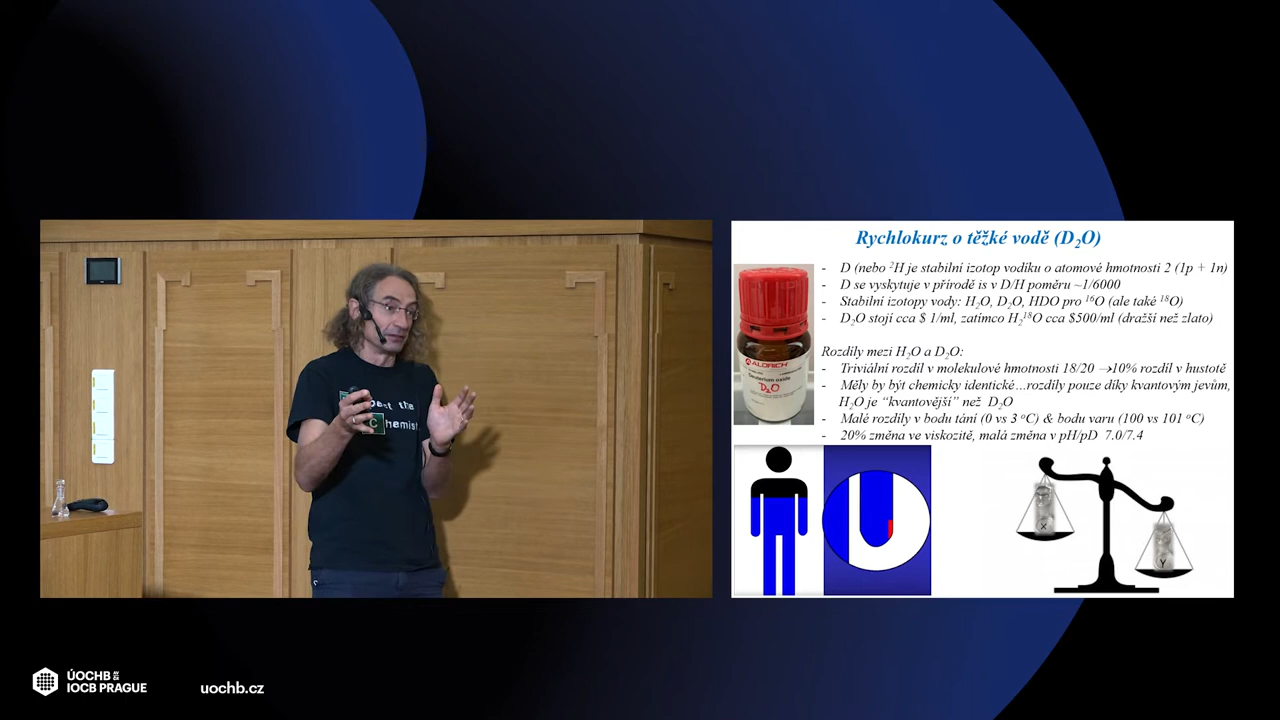 Rychlokurz o těžké vodě (D₂O)
- D (nebo ²H je stabilní izotop vodíku o atomové hmotnosti 2 (1p + 1n)
- D se vyskytuje v přírodě is v D/H poměru ~1/6000
- Stabilní izotopy vody: H₂O, D₂O, HDO pro ¹⁶O (ale také ¹⁸O)
- D₂O stojí cca $ 1/ml, zatímco H₂¹⁸O cca $500/ml (dražší než zlato)
Rozdíly mezi H₂O a D₂O:
- Triviální rozdíl v molekulové hmotnosti 18/20 →10% rozdíl v hustotě
- Měly by být chemicky identické…rozdíly pouze díky kvantovým jevům,
H₂O je “kvantovější” než D₂O
- Malé rozdíly v bodu tání (0 vs 3 °C) & bodu varu (100 vs 101 °C)
- 20% změna ve viskozitě, malá změna v pH/pD 7.0/7.4
ALDRICH
Deuterium oxide
D₂O
U
X
Y
the
C hemist
ÚOCHB
IOCB PRAGUE
uochb.cz